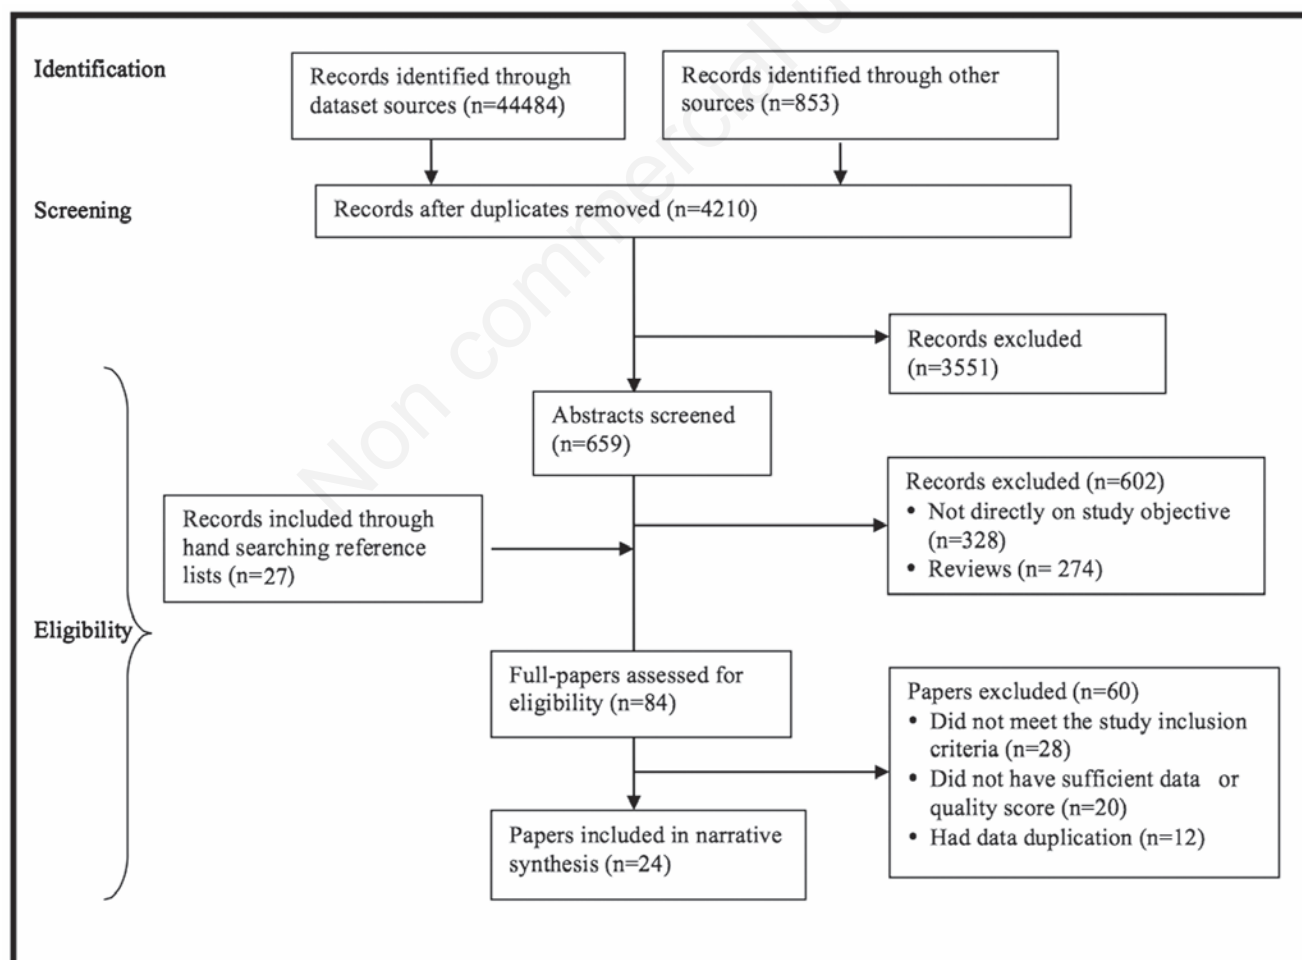 Identification
Records identified through
dataset sources (n=44484)
Records identified through other
sources (n=853)
Screening
Records after duplicates removed (n=4210)
Records excluded
(n=3551)
Abstracts screened
(n=659)
Records excluded (n=602)
• Not directly on study objective
(n=328)
• Reviews (n= 274)
Records included through
hand searching reference
lists (n=27)
Eligibility
Full-papers assessed for
eligibility (n=84)
Papers excluded (n=60)
• Did not meet the study inclusion
criteria (n=28)
• Did not have sufficient data or
quality score (n=20)
• Had data duplication (n=12)
Papers included in narrative
synthesis (n=24)
Non commercial u